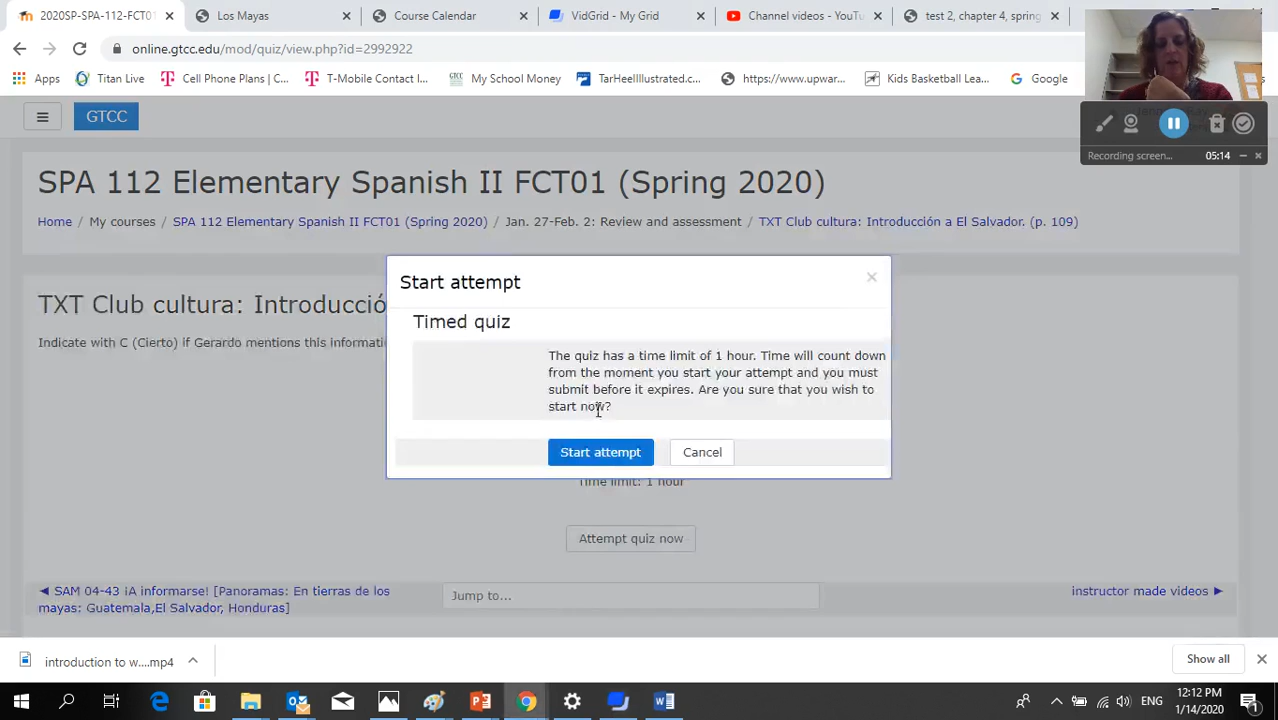 2020SP-SPA-112-FCT01
Los Mayas
Course Calendar
VidGrid - My Grid
Channel videos - YouTu
test 2, chapter 4, spring
online.gtcc.edu/mod/quiz/view.php?id=2992922
Apps
Titan Live
Cell Phone Plans | C...
T-Mobile Contact I...
My School Money
TarHeelIllustrated.c...
https://www.upwar...
Kids Basketball Lea...
Google
GTCC
Recording screen...
05:14
SPA 112 Elementary Spanish II FCT01 (Spring 2020)
Home / My courses / SPA 112 Elementary Spanish II FCT01 (Spring 2020) / Jan. 27-Feb. 2: Review and assessment / TXT Club cultura: Introducción a El Salvador. (p. 109)
TXT Club cultura: Introducció
Indicate with C (Cierto) if Gerardo mentions this informati
Start attempt
Timed quiz
The quiz has a time limit of 1 hour. Time will count down
from the moment you start your attempt and you must
submit before it expires. Are you sure that you wish to
start now?
Start attempt
Cancel
Time limit: 1 hour
Attempt quiz now
◄ SAM 04-43 ¡A informarse! [Panoramas: En tierras de los
mayas: Guatemala,El Salvador, Honduras]
Jump to...
instructor made videos ►
introduction to w....mp4
Show all
ENG
12:12 PM
1/14/2020